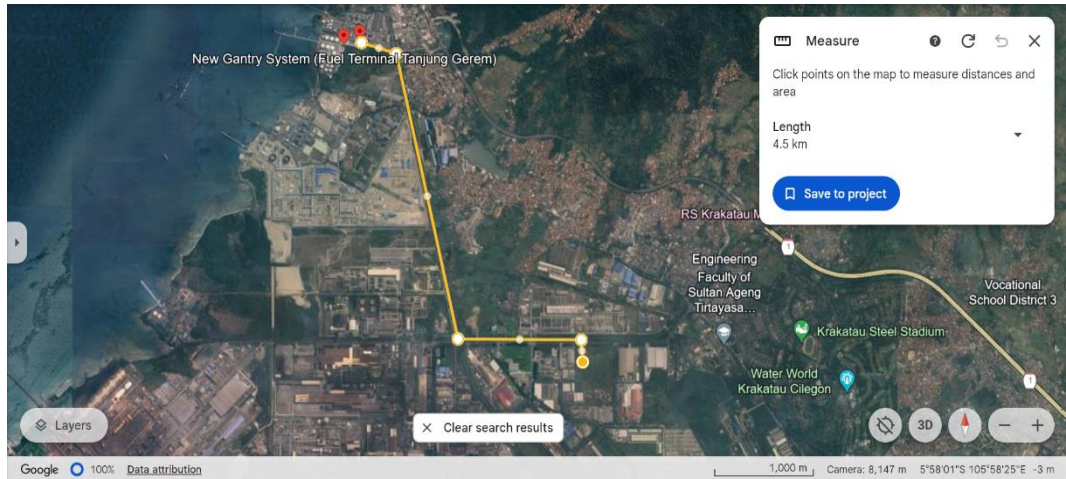 New Gantry System (Fuel Terminal Tanjung Gerem)
Measure
Click points on the map to measure distances and
area
Length
4.5 km
Save to project
RS Krakatau M
1
Engineering
Faculty of
Sultan Ageng
Tirtayasa...
Vocational
School District 3
Krakatau Steel Stadium
Water World
Krakatau Cilegon
1
Layers
Clear search results
3D
Google 100% Data attribution 1,000 m Camera: 8,147 m 5°58'01"S 105°58'25"E -3 m